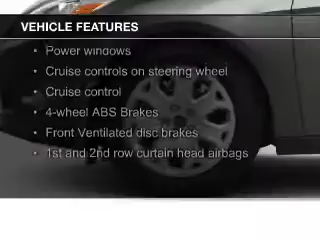 VEHICLE FEATURES
• Power windows
• Cruise controls on steering wheel
• Cruise control
• 4-wheel ABS Brakes
• Front Ventilated disc brakes
• 1st and 2nd row curtain head airbags